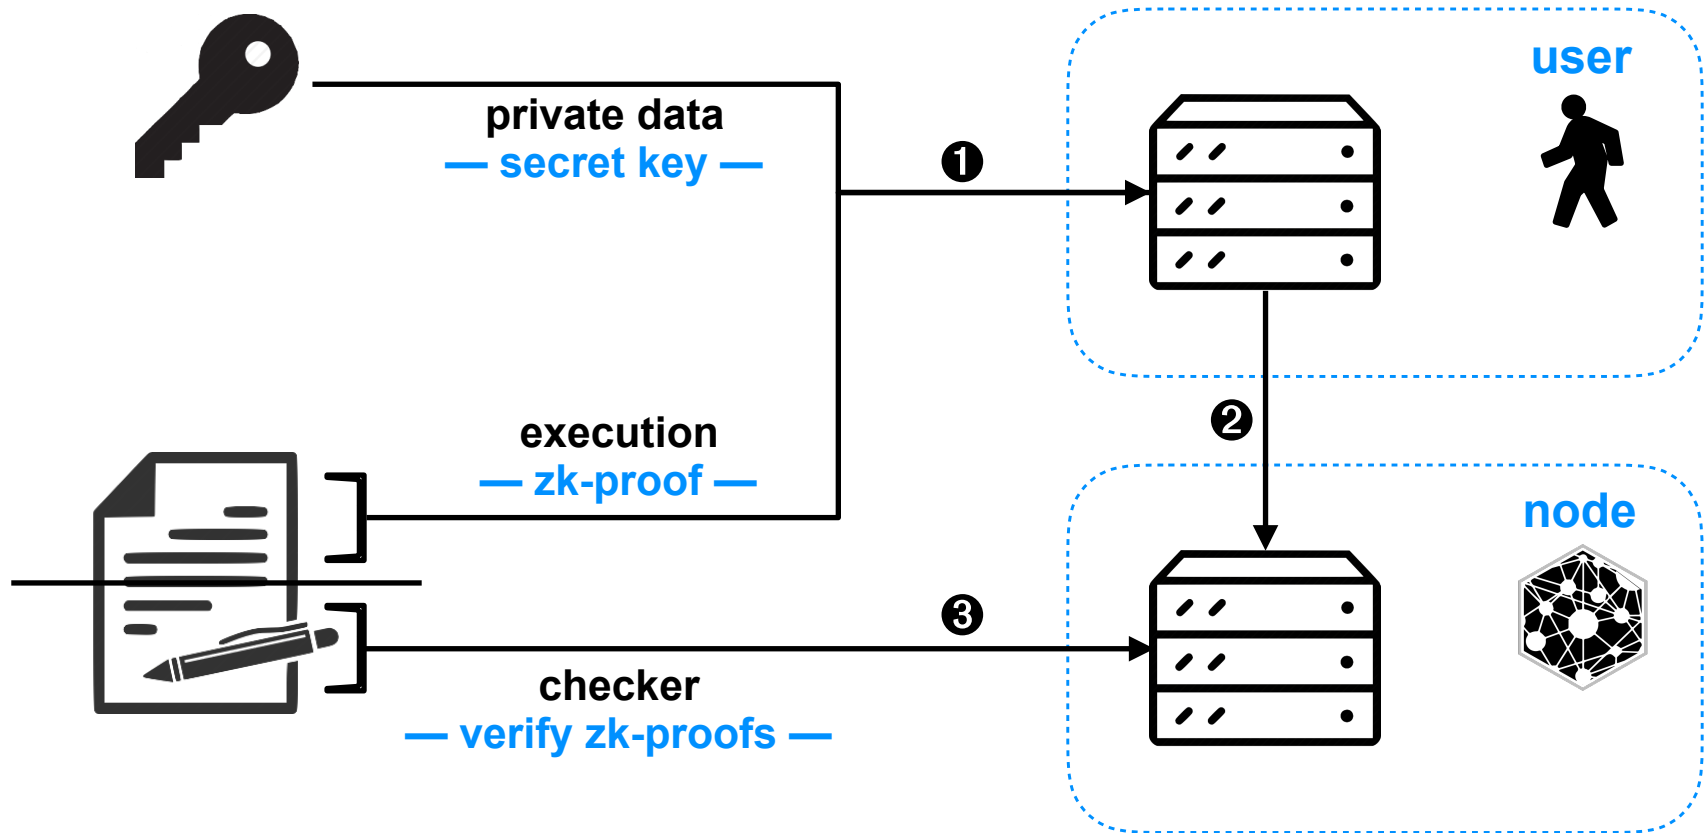 user
private data
— secret key —
❶
execution
— zk-proof —
❷
node
❸
checker
— verify zk-proofs —